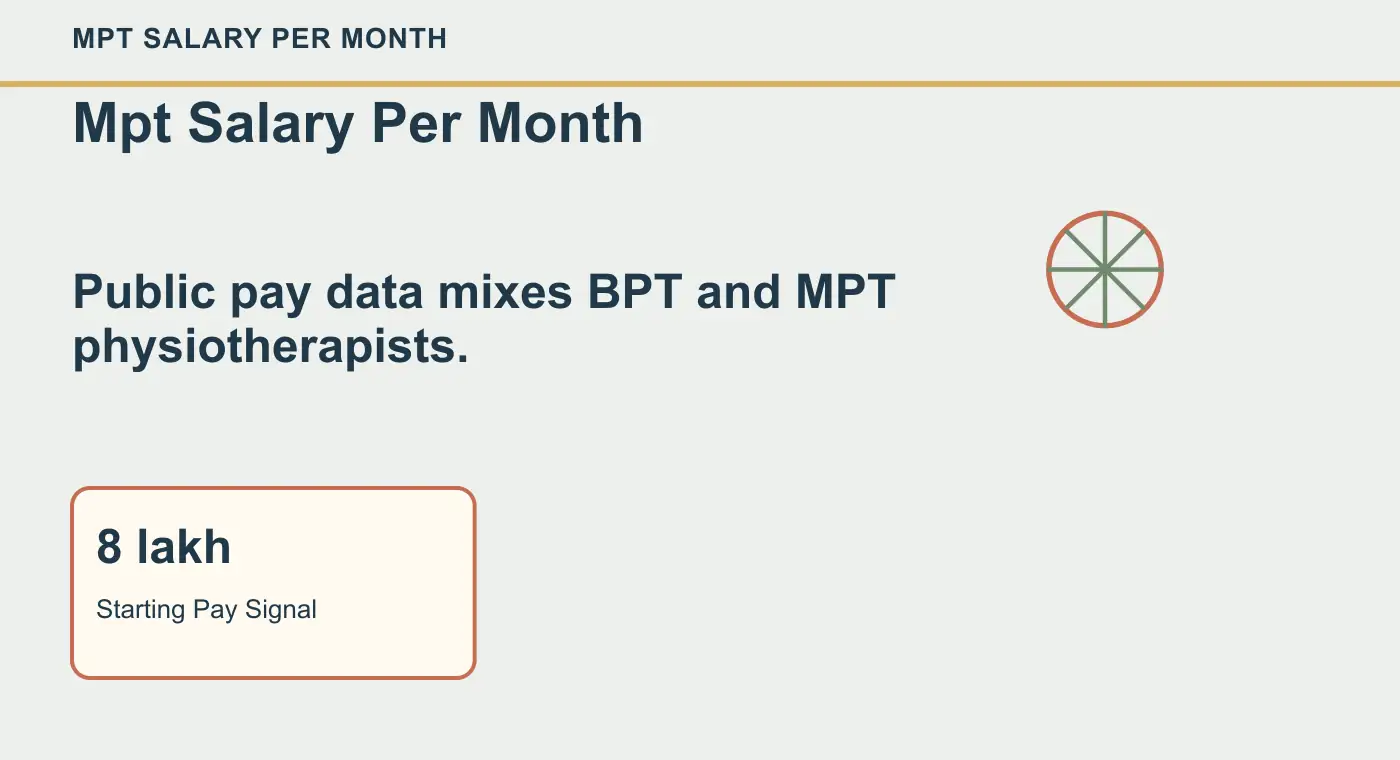 MPT SALARY PER MONTH
Mpt Salary Per Month
Public pay data mixes BPT and MPT
physiotherapists.
8 lakh
Starting Pay Signal